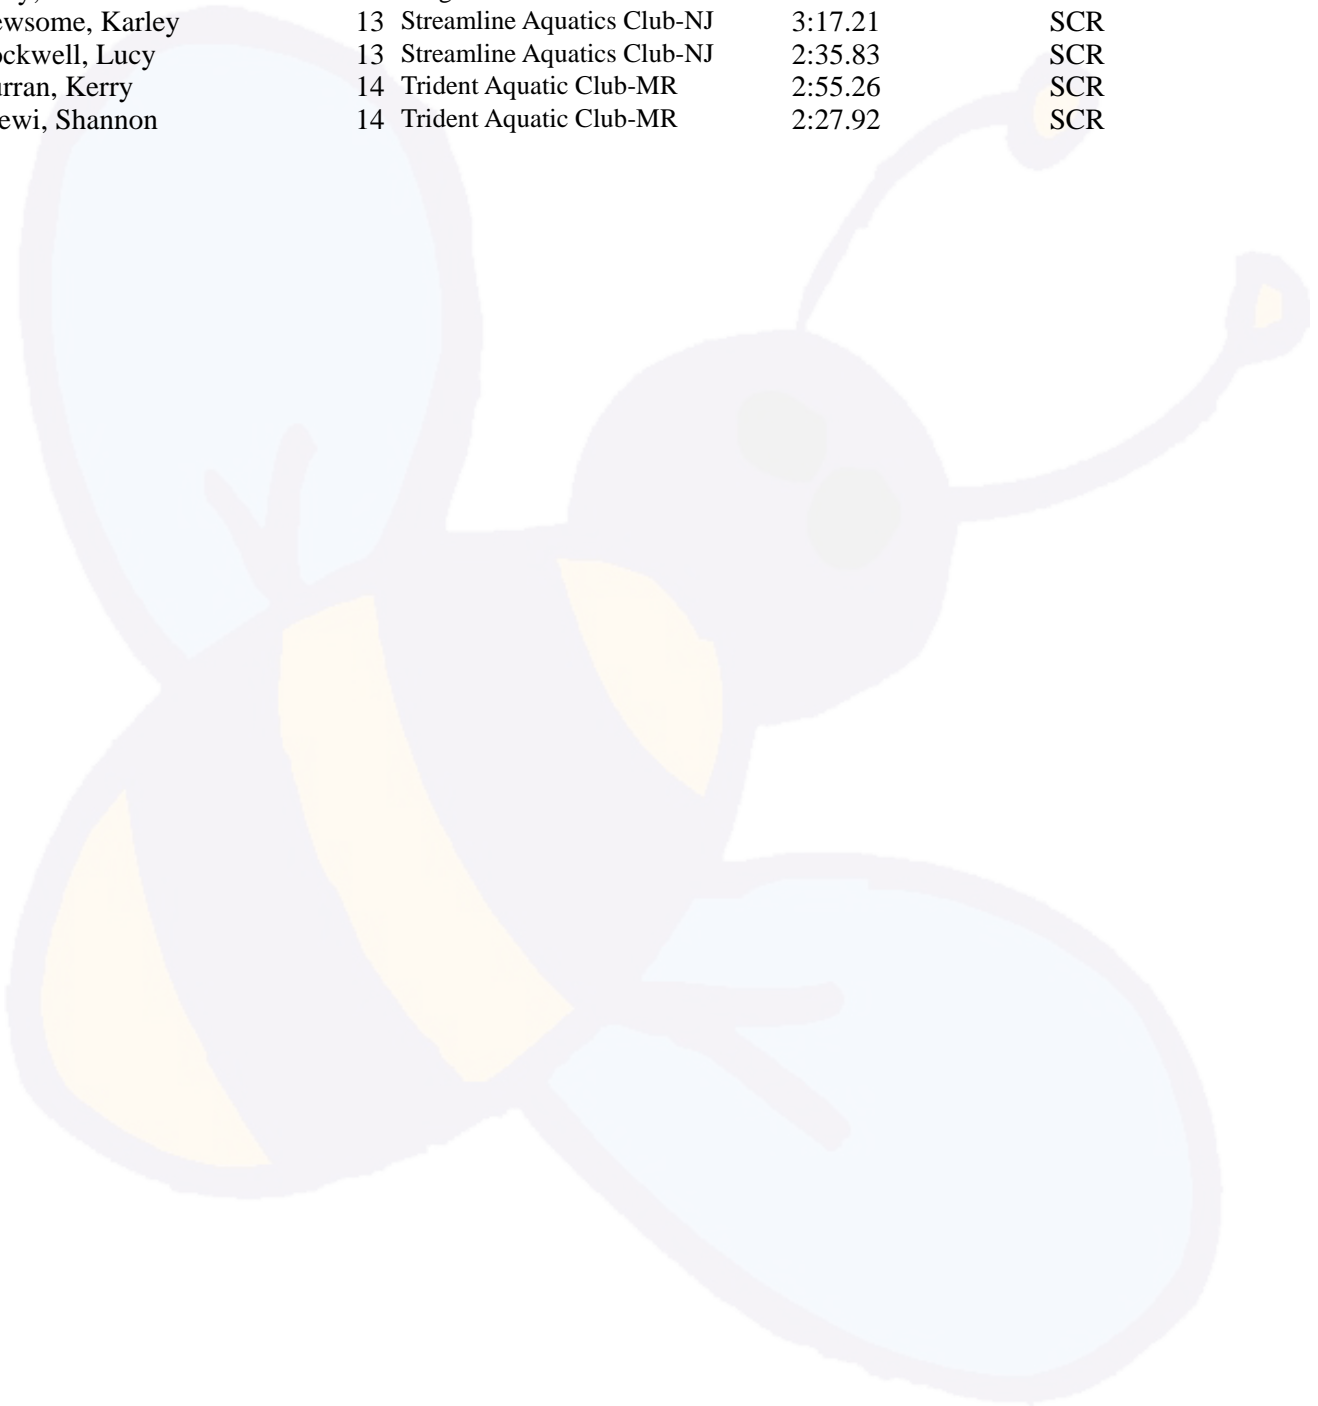 ewsome, Karley 13 Streamline Aquatics Club-NJ 3:17.21 SCR
ockwell, Lucy 13 Streamline Aquatics Club-NJ 2:35.83 SCR
urran, Kerry 14 Trident Aquatic Club-MR 2:55.26 SCR
ewi, Shannon 14 Trident Aquatic Club-MR 2:27.92 SCR